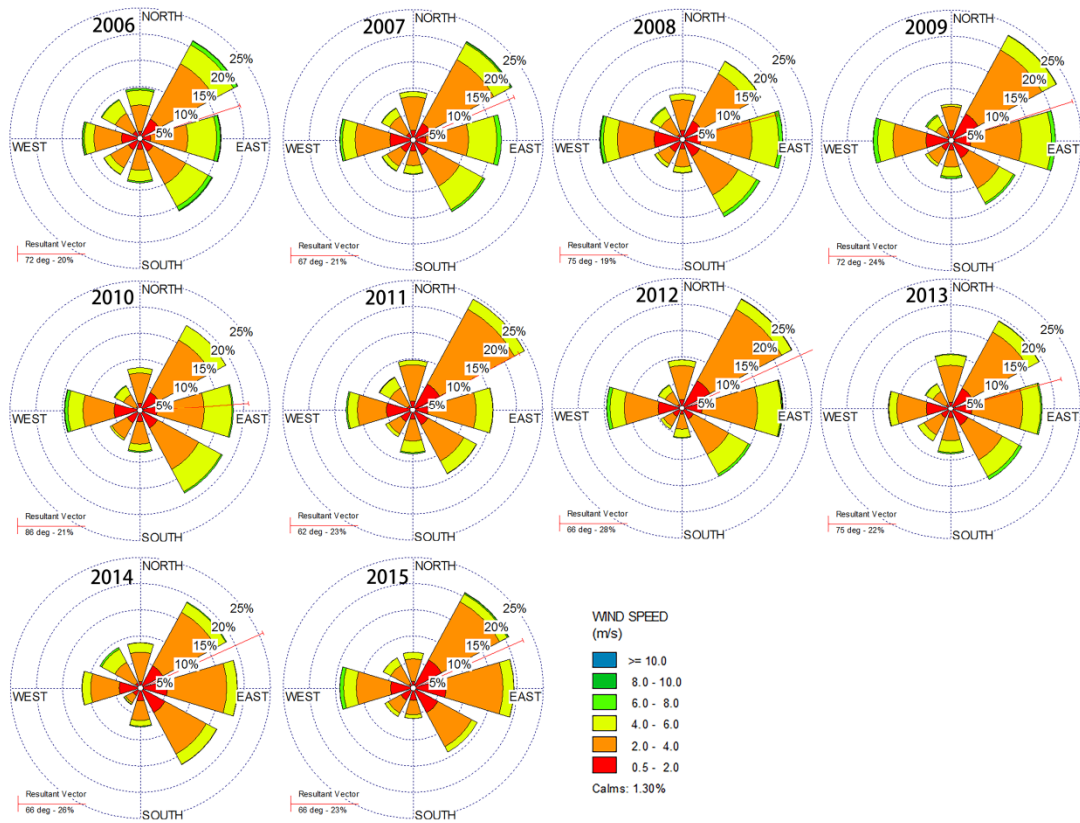 2006
NORTH
25%
20%
15%
10%
5%
WEST
EAST
SOUTH
Resultant Vector
72 deg - 20%
2007
NORTH
25%
20%
15%
10%
5%
WEST
EAST
SOUTH
Resultant Vector
67 deg - 21%
2008
NORTH
25%
20%
15%
10%
5%
WEST
EAST
SOUTH
Resultant Vector
75 deg - 19%
2009
NORTH
25%
20%
15%
10%
5%
WEST
EAST
SOUTH
Resultant Vector
72 deg - 24%
2010
NORTH
25%
20%
15%
10%
5%
WEST
EAST
SOUTH
Resultant Vector
86 deg - 21%
2011
NORTH
25%
20%
15%
10%
5%
WEST
EAST
SOUTH
Resultant Vector
62 deg - 23%
2012
NORTH
25%
20%
15%
10%
5%
WEST
EAST
SOUTH
Resultant Vector
66 deg - 28%
2013
NORTH
25%
20%
15%
10%
5%
WEST
EAST
SOUTH
Resultant Vector
75 deg - 22%
2014
NORTH
25%
20%
15%
10%
5%
WEST
EAST
SOUTH
Resultant Vector
66 deg - 26%
2015
NORTH
25%
20%
15%
10%
5%
WEST
EAST
SOUTH
Resultant Vector
66 deg - 23%
WIND SPEED
(m/s)
>= 10.0
8.0 - 10.0
6.0 - 8.0
4.0 - 6.0
2.0 - 4.0
0.5 - 2.0
Calms: 1.30%